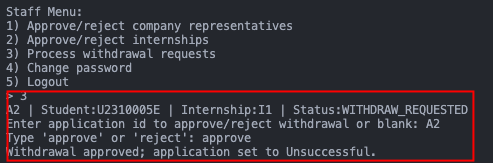 Staff Menu:
1) Approve/reject company representatives
2) Approve/reject internships
3) Process withdrawal requests
4) Change password
5) Logout
> 3
A2 | Student:U2310005E | Internship:I1 | Status:WITHDRAW_REQUESTED
Enter application id to approve/reject withdrawal or blank: A2
Type 'approve' or 'reject': approve
Withdrawal approved; application set to Unsuccessful.